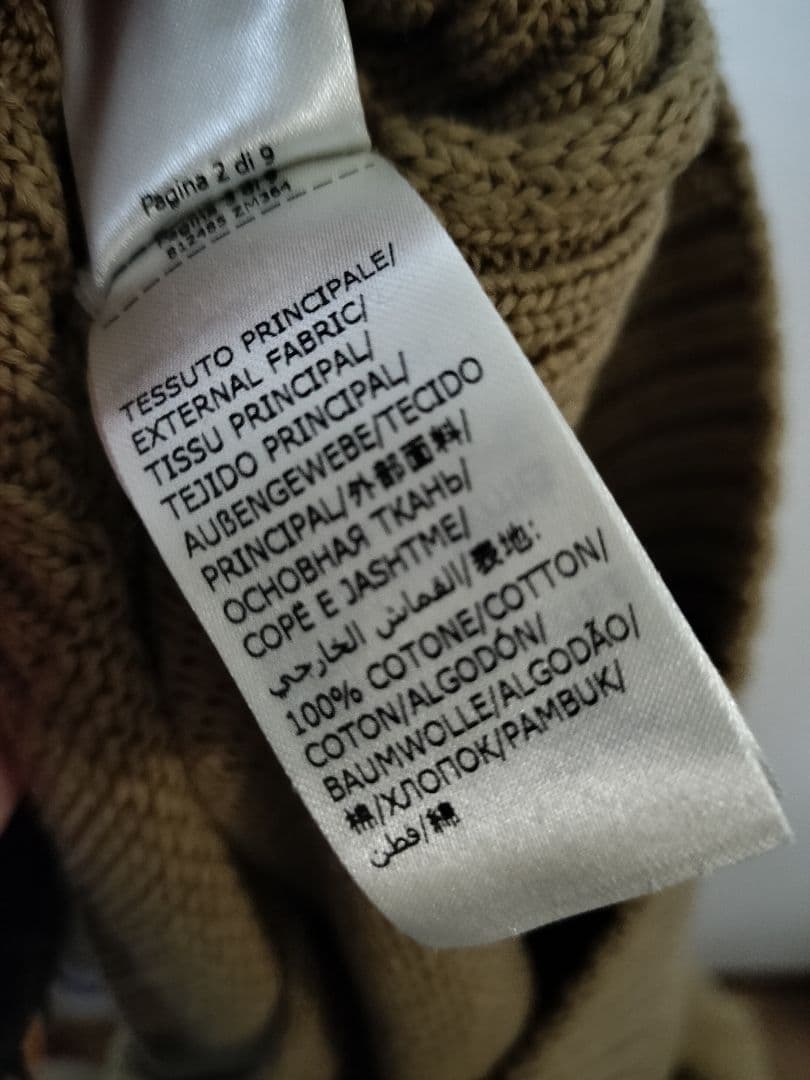 Pagina 2 di 9
TESSUTO PRINCIPALE/
EXTERNAL FABRIC/
TISSU PRINCIPAL/
TEJIDO PRINCIPAL/
AUßENGEWEBE/TECIDO
PRINCIPAL/外部面料/
ОСНОВНАЯ ТКАНЬ/
COPË E JASHTME/
القماش الخارجي/表地:
100% COTONE/COTTON/
COTON/ALGODÓN/
BAUMWOLLE/ALGODÃO/
棉/ХЛОПОК/PAMBUK/
قطن/綿